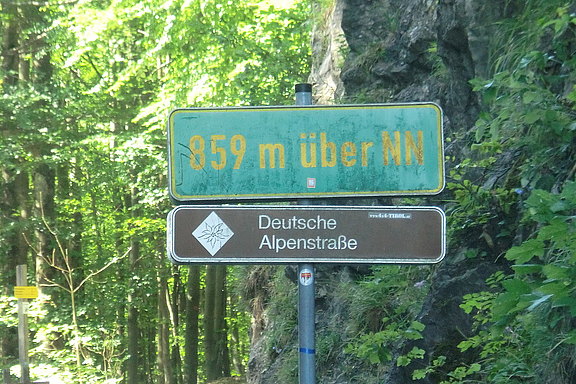 859 m über NN
Deutsche
Alpenstraße